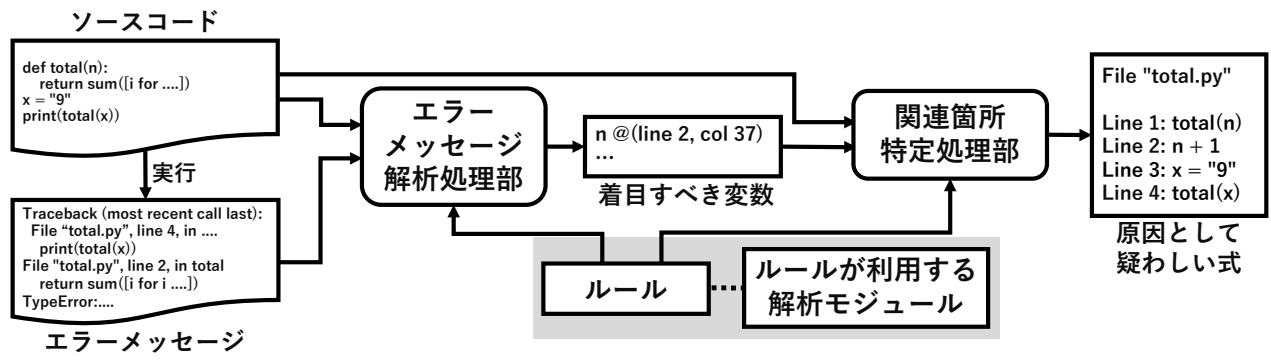 ソースコード
def total(n):
return sum([i for ....])
x = "9"
print(total(x))
実行
Traceback (most recent call last):
File “total.py”, line 4, in ....
print(total(x))
File "total.py", line 2, in total
return sum([i for i ....])
TypeError:....
エラーメッセージ
エラー
メッセージ
解析処理部
n @(line 2, col 37)
...
着目すべき変数
関連箇所
特定処理部
ルール
ルールが利用する
解析モジュール
File "total.py"
Line 1: total(n)
Line 2: n + 1
Line 3: x = "9"
Line 4: total(x)
原因として
疑わしい式